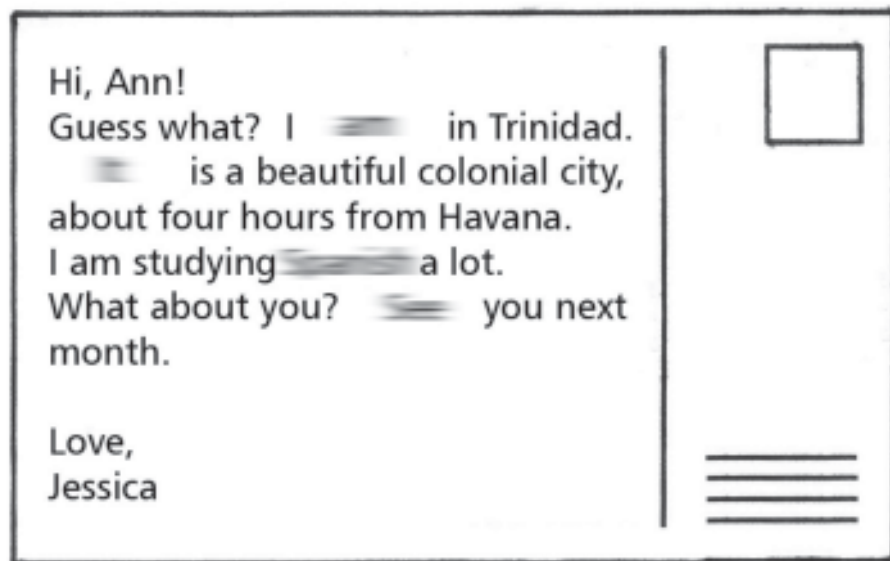 Hi, Ann!
Guess what? I in Trinidad.
is a beautiful colonial city,
about four hours from Havana.
I am studying a lot.
What about you? you next
month.
Love,
Jessica